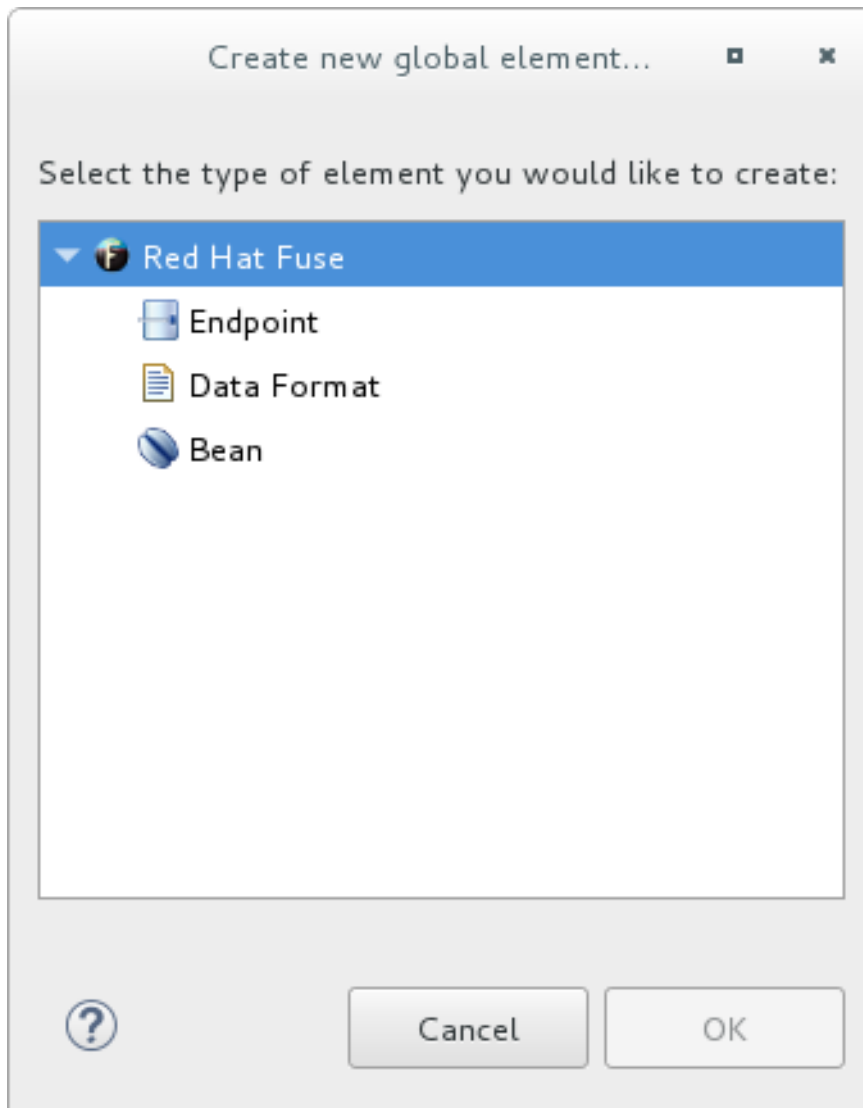 Create new global element...
Select the type of element you would like to create:
Red Hat Fuse
Endpoint
Data Format
Bean
Cancel
OK